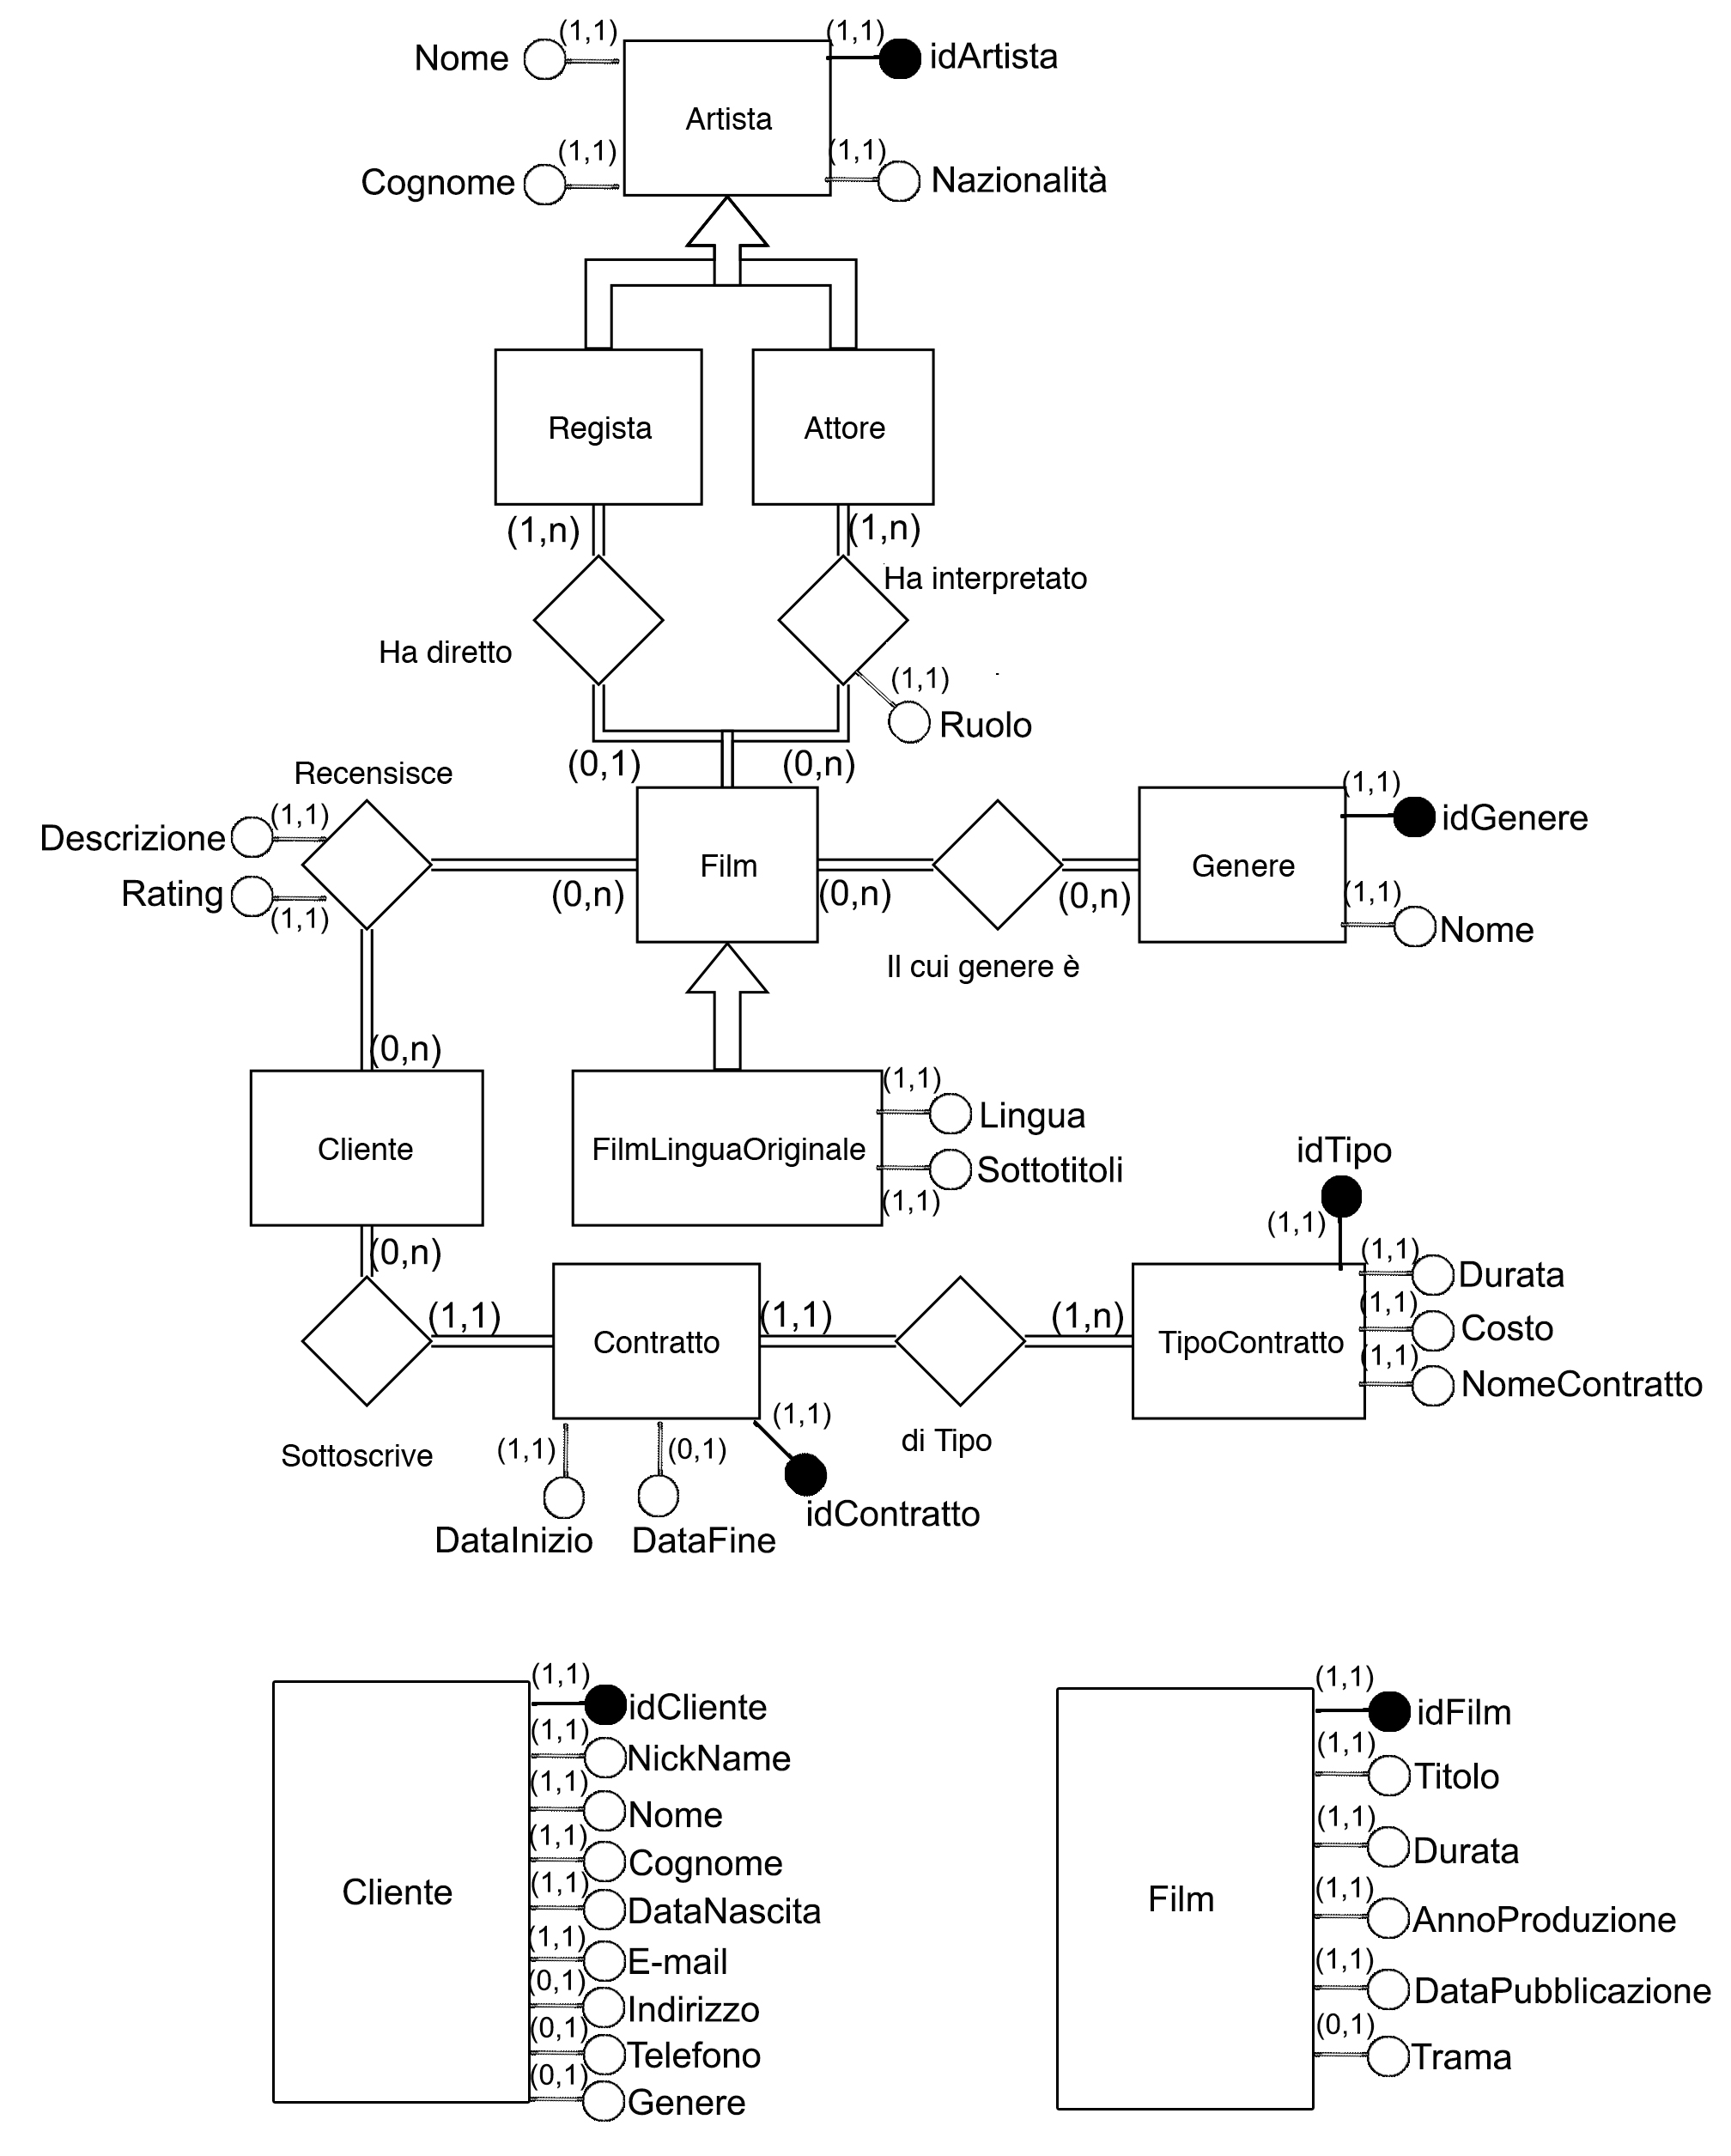 (1,1)
(1,1)
Nome
idArtista
Artista
(1,1)
(1,1)
Cognome
Nazionalità
Regista
Attore
(1,n)
(1,n)
Ha interpretato
Ha diretto
(1,1)
Ruolo
(0,1)
(0,n)
Recensisce
(1,1)
Descrizione
Rating
(1,1)
(0,n)
Film
(0,n)
(0,n)
Genere
(1,1)
idGenere
(1,1)
Nome
Il cui genere è
(0,n)
Cliente
FilmLinguaOriginale
(1,1)
Lingua
Sottotitoli
(1,1)
idTipo
(1,1)
(0,n)
(1,1)
Contratto
(1,1)
(1,n)
TipoContratto
(1,1)
Durata
(1,1)
Costo
(1,1)
NomeContratto
Sottoscrive
di Tipo
(1,1)
(0,1)
(1,1)
DataInizio
DataFine
idContratto
Cliente
(1,1)
idCliente
(1,1)
NickName
(1,1)
Nome
(1,1)
Cognome
(1,1)
DataNascita
(1,1)
E-mail
(0,1)
Indirizzo
(0,1)
Telefono
(0,1)
Genere
Film
(1,1)
idFilm
(1,1)
Titolo
(1,1)
Durata
(1,1)
AnnoProduzione
(1,1)
DataPubblicazione
(0,1)
Trama